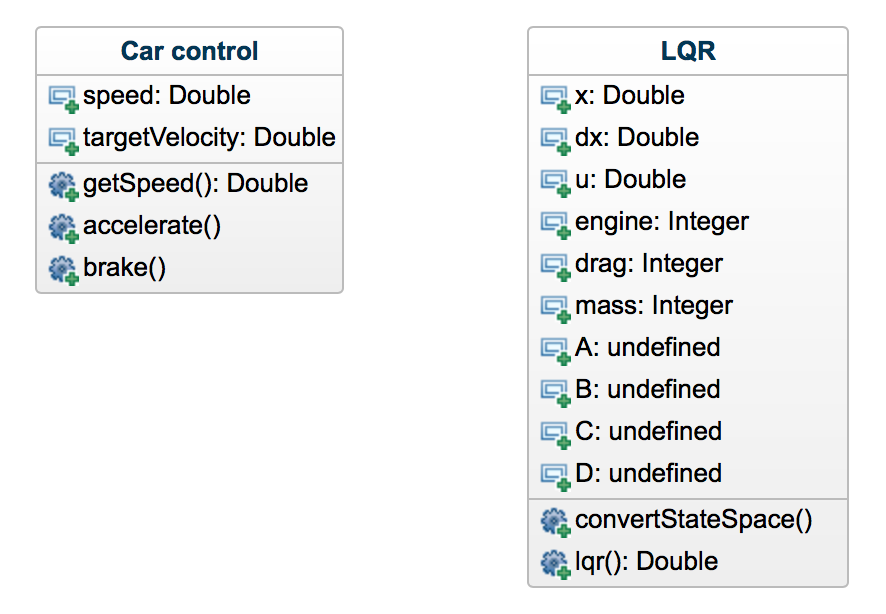 Car control
speed: Double
targetVelocity: Double
getSpeed(): Double
accelerate()
brake()
LQR
x: Double
dx: Double
u: Double
engine: Integer
drag: Integer
mass: Integer
A: undefined
B: undefined
C: undefined
D: undefined
convertStateSpace()
lqr(): Double